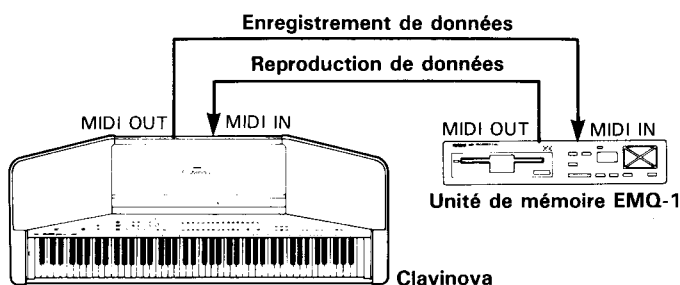 Enregistrement de données
Reproduction de données
MIDI OUT MIDI IN
MIDI OUT MIDI IN
Unité de mémoire EMQ-1
Clavinova